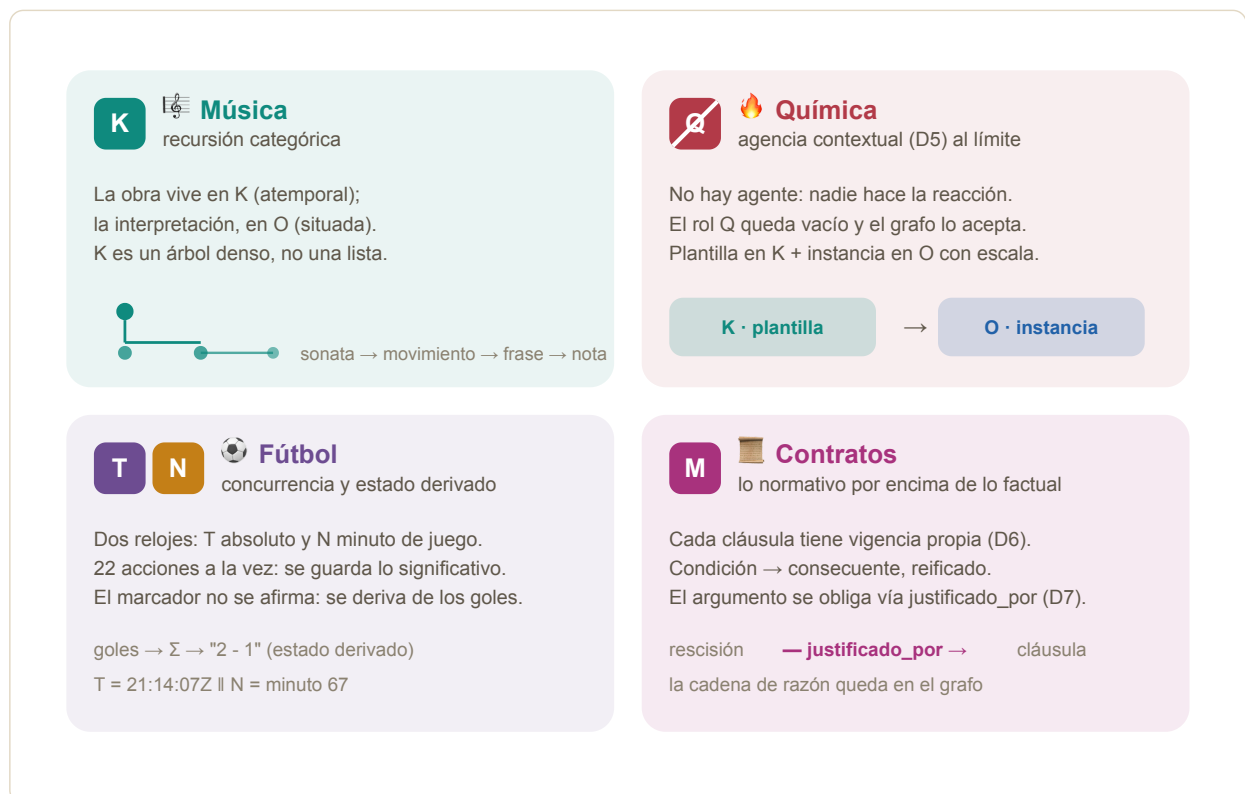 K
Música
recursión categórica
La obra vive en K (atemporal);
la interpretación, en O (situada).
K es un árbol denso, no una lista.
sonata → movimiento → frase → nota
Q
Química
agencia contextual (D5) al límite
No hay agente: nadie hace la reacción.
El rol Q queda vacío y el grafo lo acepta.
Plantilla en K + instancia en O con escala.
K · plantilla → O · instancia
T N
Fútbol
concurrencia y estado derivado
Dos relojes: T absoluto y N minuto de juego.
22 acciones a la vez: se guarda lo significativo.
El marcador no se afirma: se deriva de los goles.
goles → Σ → "2 - 1" (estado derivado)
T = 21:14:07Z ‖ N = minuto 67
M
Contratos
lo normativo por encima de lo factual
Cada cláusula tiene vigencia propia (D6).
Condición → consecuente, reificado.
El argumento se obliga vía justificado_por (D7).
rescisión — justificado_por → cláusula
la cadena de razón queda en el grafo